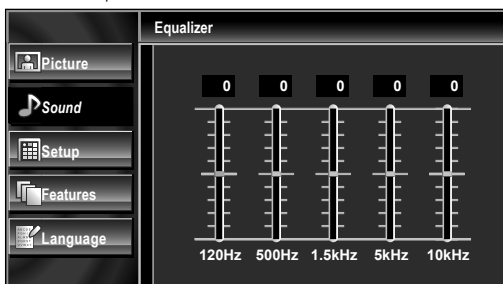 Equalizer
Picture
Sound
Setup
Features
Language
0 0 0 0 0
120Hz 500Hz 1.5kHz 5kHz 10kHz